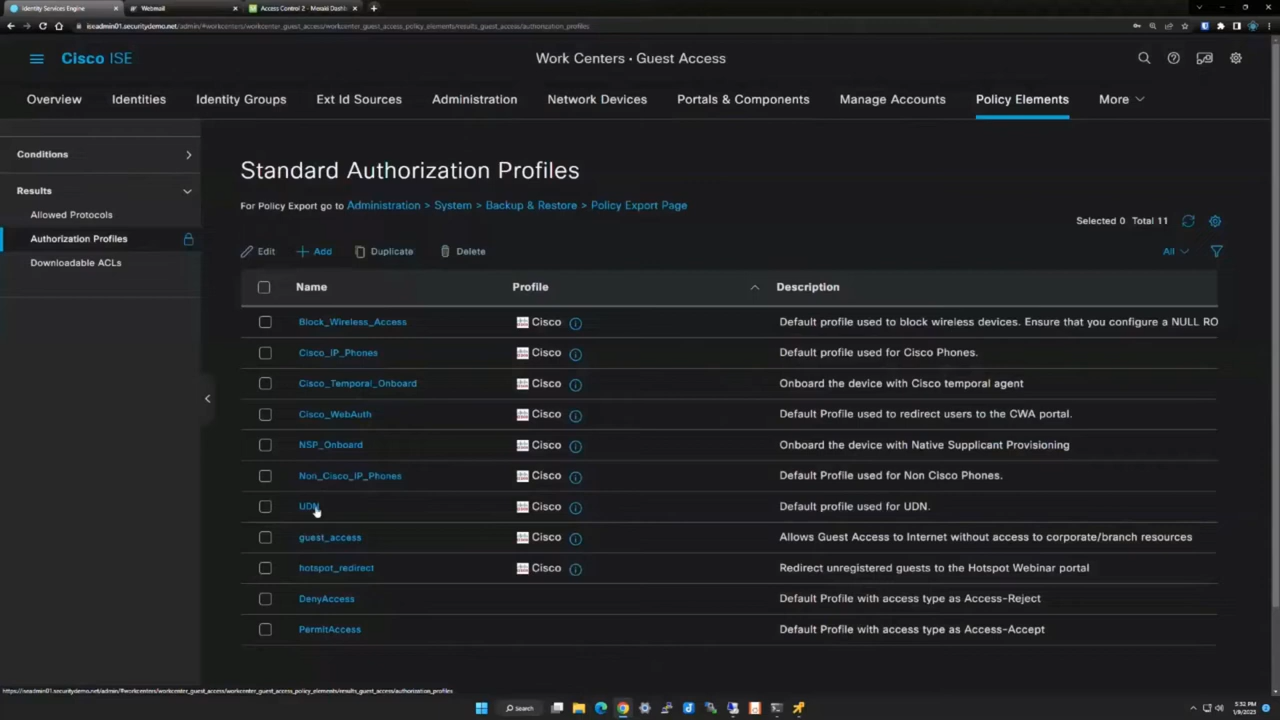 Identity Services Engine
Webmail
Access Control 2 - Meraki Dashb
iseadmin01.securitydemo.net/admin/#workcenters/workcenter_guest_access/workcenter_guest_access_policy_elements/results_guest_access/authorization_profiles
Cisco ISE
Work Centers · Guest Access
Overview
Identities
Identity Groups
Ext Id Sources
Administration
Network Devices
Portals & Components
Manage Accounts
Policy Elements
More
Conditions
Results
Allowed Protocols
Authorization Profiles
Downloadable ACLs
Standard Authorization Profiles
For Policy Export go to Administration > System > Backup & Restore > Policy Export Page
Selected 0 Total 11
Edit
Add
Duplicate
Delete
All
Name Profile Description
Block_Wireless_Access Cisco Default profile used to block wireless devices. Ensure that you configure a NULL RO
Cisco_IP_Phones Cisco Default profile used for Cisco Phones.
Cisco_Temporal_Onboard Cisco Onboard the device with Cisco temporal agent
Cisco_WebAuth Cisco Default Profile used to redirect users to the CWA portal.
NSP_Onboard Cisco Onboard the device with Native Supplicant Provisioning
Non_Cisco_IP_Phones Cisco Default Profile used for Non Cisco Phones.
UDN Cisco Default profile used for UDN.
guest_access Cisco Allows Guest Access to Internet without access to corporate/branch resources
hotspot_redirect Cisco Redirect unregistered guests to the Hotspot Webinar portal
DenyAccess Default Profile with access type as Access-Reject
PermitAccess Default Profile with access type as Access-Accept
https://iseadmin01.securitydemo.net/admin/#workcenters/workcenter_guest_access/workcenter_guest_access_policy_elements/results_guest_access/authorization_profiles
Search
5:32 PM
1/9/2023